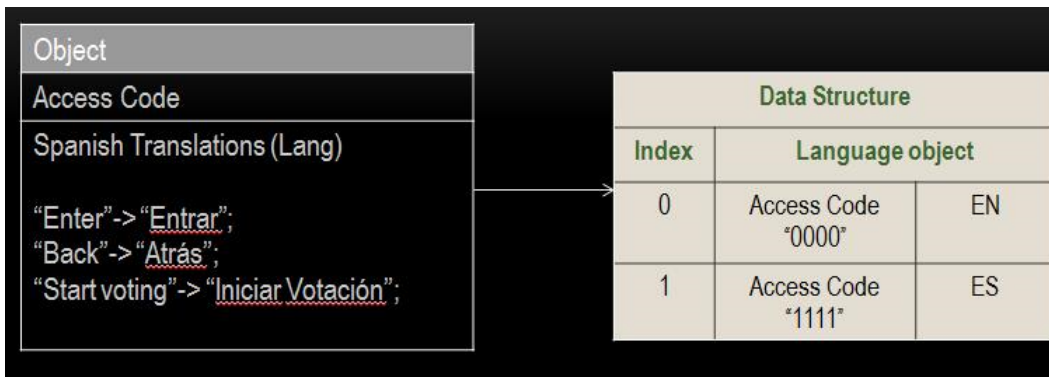 Object
Access Code
Spanish Translations (Lang)
“Enter”->“Entrar”;
“Back”->“Atrás”;
“Start voting”->“Iniciar Votación”;
Data Structure
Index Language object
0 Access Code EN
“0000”
1 Access Code ES
“1111”